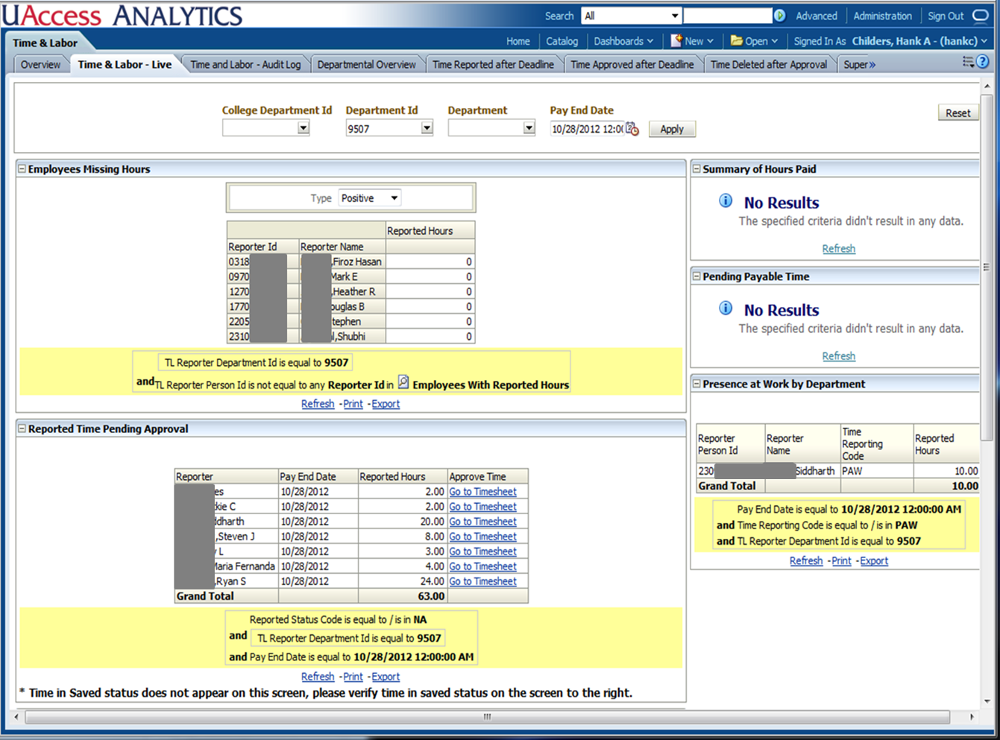 UAccess ANALYTICS
Search All Advanced Administration Sign Out
Time & Labor
Home Catalog Dashboards New Open Signed In As Childers, Hank A - (hankc)
Overview Time & Labor - Live Time and Labor - Audit Log Departmental Overview Time Reported after Deadline Time Approved after Deadline Time Deleted after Approval Super»
College Department Id Department Id Department Pay End Date
9507 10/28/2012 12:0( Apply
Reset
Employees Missing Hours
Type Positive
Reported Hours
Reporter Id Reporter Name
0318 ,Firoz Hasan 0
0970 Mark E 0
1270 ,Heather R 0
1770 ouglas B 0
2205 tephen 0
2310 l,Shubhi 0
TL Reporter Department Id is equal to 9507
and TL Reporter Person Id is not equal to any Reporter Id in Employees With Reported Hours
Refresh - Print - Export
Reported Time Pending Approval
Reporter Pay End Date Reported Hours Approve Time
es 10/28/2012 2.00 Go to Timesheet
kie C 10/28/2012 2.00 Go to Timesheet
ddharth 10/28/2012 20.00 Go to Timesheet
,Steven J 10/28/2012 8.00 Go to Timesheet
y L 10/28/2012 3.00 Go to Timesheet
Maria Fernanda 10/28/2012 4.00 Go to Timesheet
,Ryan S 10/28/2012 24.00 Go to Timesheet
Grand Total 63.00
Reported Status Code is equal to / is in NA
and TL Reporter Department Id is equal to 9507
and Pay End Date is equal to 10/28/2012 12:00:00 AM
Refresh - Print - Export
* Time in Saved status does not appear on this screen, please verify time in saved status on the screen to the right.
Summary of Hours Paid
No Results
The specified criteria didn't result in any data.
Refresh
Pending Payable Time
No Results
The specified criteria didn't result in any data.
Refresh
Presence at Work by Department
Reporter Person Id Reporter Name Time Reporting Code Reported Hours
230 Siddharth PAW 10.00
Grand Total 10.00
Pay End Date is equal to 10/28/2012 12:00:00 AM
and Time Reporting Code is equal to / is in PAW
and TL Reporter Department Id is equal to 9507
Refresh - Print - Export